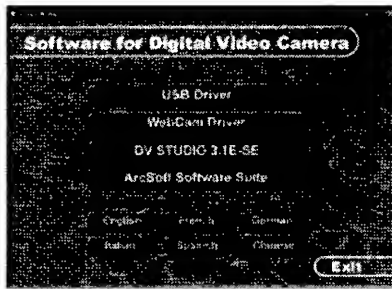 Software for Digital Video Camera
USB Driver
WebCam Driver
DV STUDIO 3.1E-SE
ArcSoft Software Suite
English French German
Italian Spanish Chinese
Exit